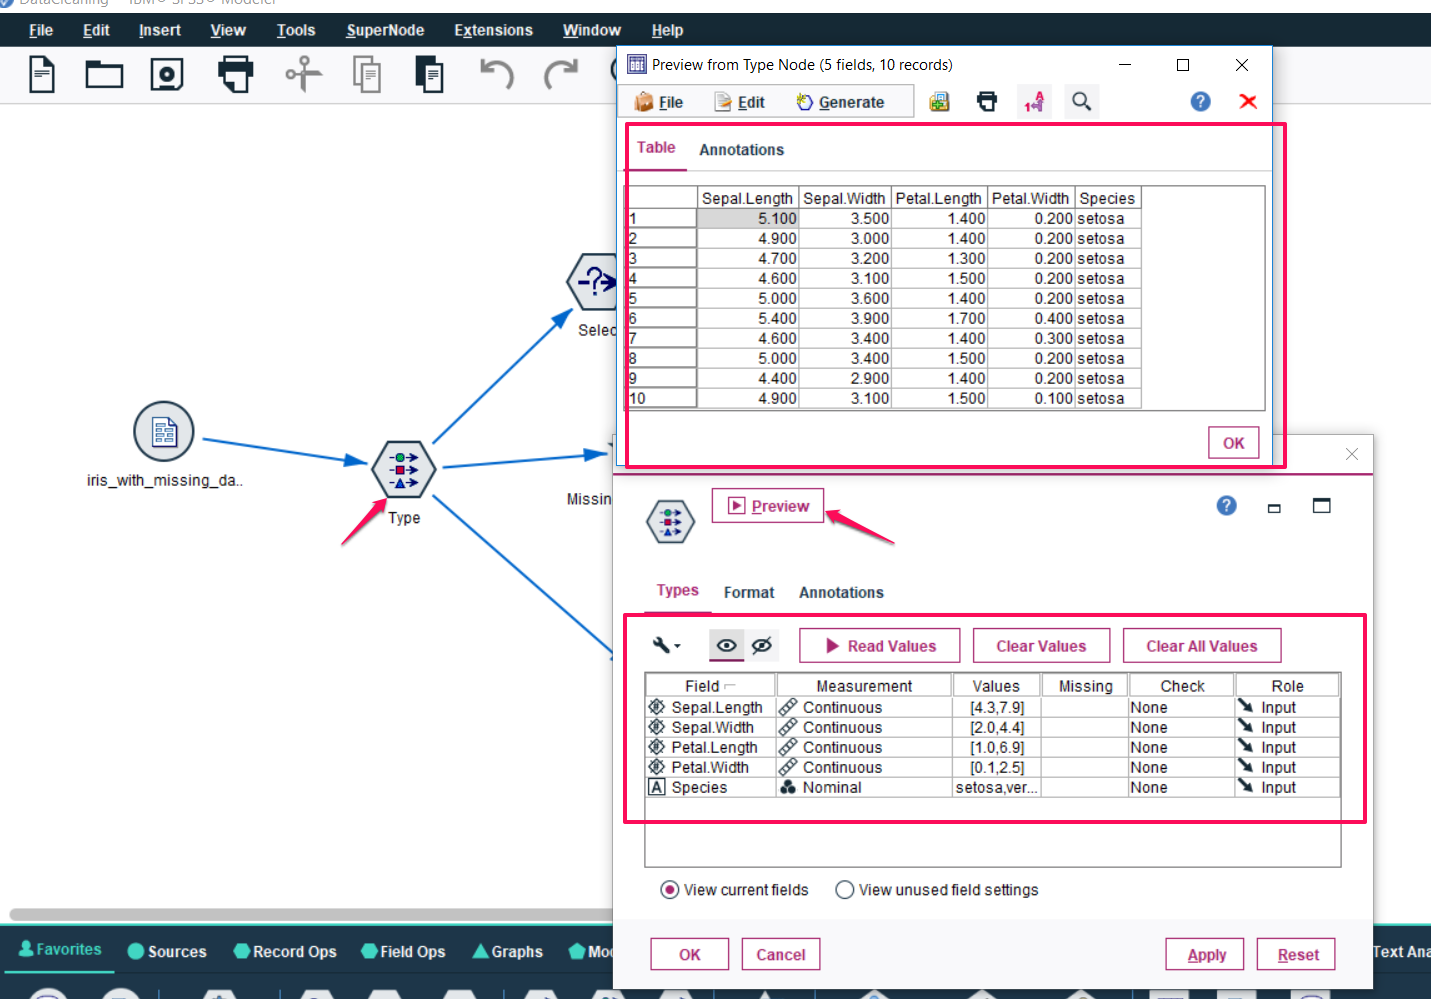 DataCleaning - IBM® SPSS® Modeler
File Edit Insert View Tools SuperNode Extensions Window Help
Preview from Type Node (5 fields, 10 records)
File Edit Generate
Table Annotations
Sepal.Length Sepal.Width Petal.Length Petal.Width Species
1 5.100 3.500 1.400 0.200 setosa
2 4.900 3.000 1.400 0.200 setosa
3 4.700 3.200 1.300 0.200 setosa
4 4.600 3.100 1.500 0.200 setosa
5 5.000 3.600 1.400 0.200 setosa
6 5.400 3.900 1.700 0.400 setosa
7 4.600 3.400 1.400 0.300 setosa
8 5.000 3.400 1.500 0.200 setosa
9 4.400 2.900 1.400 0.200 setosa
10 4.900 3.100 1.500 0.100 setosa
OK
Selec
iris_with_missing_da..
Type
Missin
Preview
Types Format Annotations
Read Values Clear Values Clear All Values
Field Measurement Values Missing Check Role
Sepal.Length Continuous [4.3,7.9] None Input
Sepal.Width Continuous [2.0,4.4] None Input
Petal.Length Continuous [1.0,6.9] None Input
Petal.Width Continuous [0.1,2.5] None Input
A Species Nominal setosa,ver... None Input
View current fields View unused field settings
OK Cancel Apply Reset
Favorites Sources Record Ops Field Ops Graphs Mo Text Ana